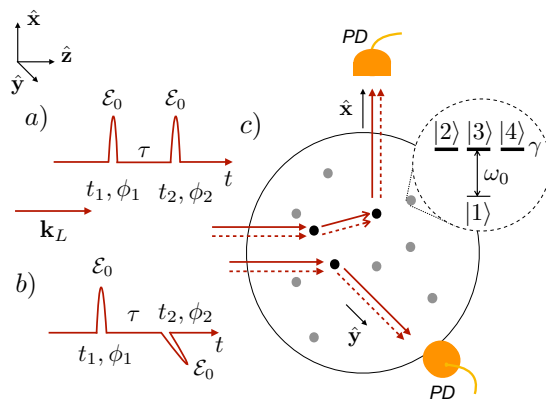 x̂
ẑ
ŷ
a)
ℰ₀ ℰ₀
τ
t₁, ϕ₁ t₂, ϕ₂ t
k_L
b)
ℰ₀
τ
t₂, ϕ₂
t₁, ϕ₁ t
ℰ₀
c)
PD
x̂
|2⟩ |3⟩ |4⟩ γ
ω₀
|1⟩
ŷ
PD